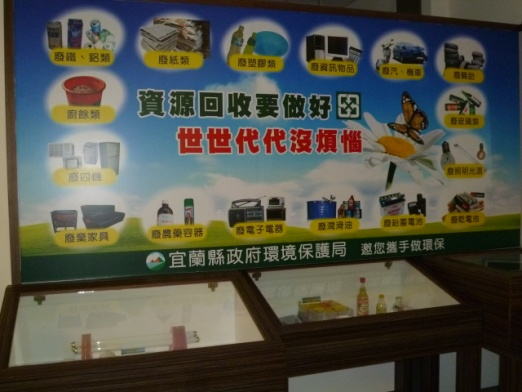 廢鐵、鋁類
廢紙類
廢塑膠類
廢資訊物品
廢汽、機車
廢輪胎
廚餘類
資源回收要做好
廢玻璃類
世世代代沒煩惱
廢四機
廢照明光源
廢棄家具
廢農藥容器
廢電子電器
廢潤滑油
廢鉛蓄電池
廢乾電池
宜蘭縣政府環境保護局 邀您攜手做環保